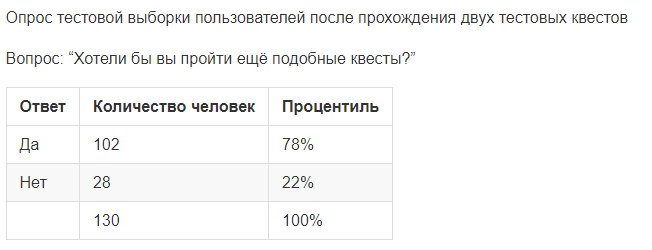 Опрос тестовой выборки пользователей после прохождения двух тестовых квестов
Вопрос: “Хотели бы вы пройти ещё подобные квесты?”
Ответ Количество человек Процентиль
Да 102 78%
Нет 28 22%
130 100%